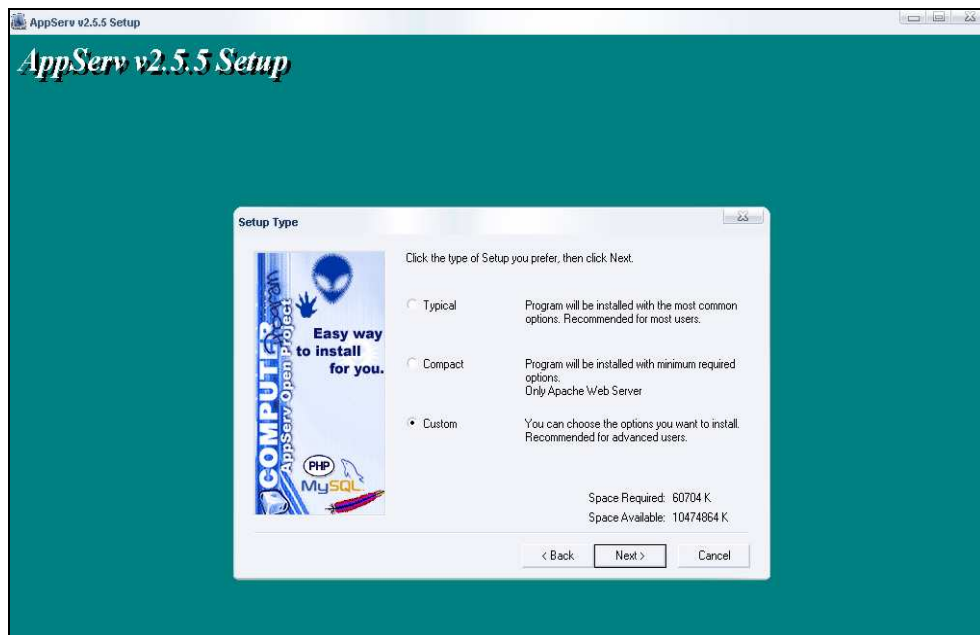 AppServ v2.5.5 Setup
AppServ v2.5.5 Setup
Setup Type
Click the type of Setup you prefer, then click Next.
Typical
Program will be installed with the most common
options. Recommended for most users.
Compact
Program will be installed with minimum required
options.
Only Apache Web Server
Custom
You can choose the options you want to install.
Recommended for advanced users.
COMPUTER
program
AppServ Open Project
Easy way
to install
for you.
PHP
MySQL
Space Required: 60704 K
Space Available: 10474864 K
< Back
Next >
Cancel